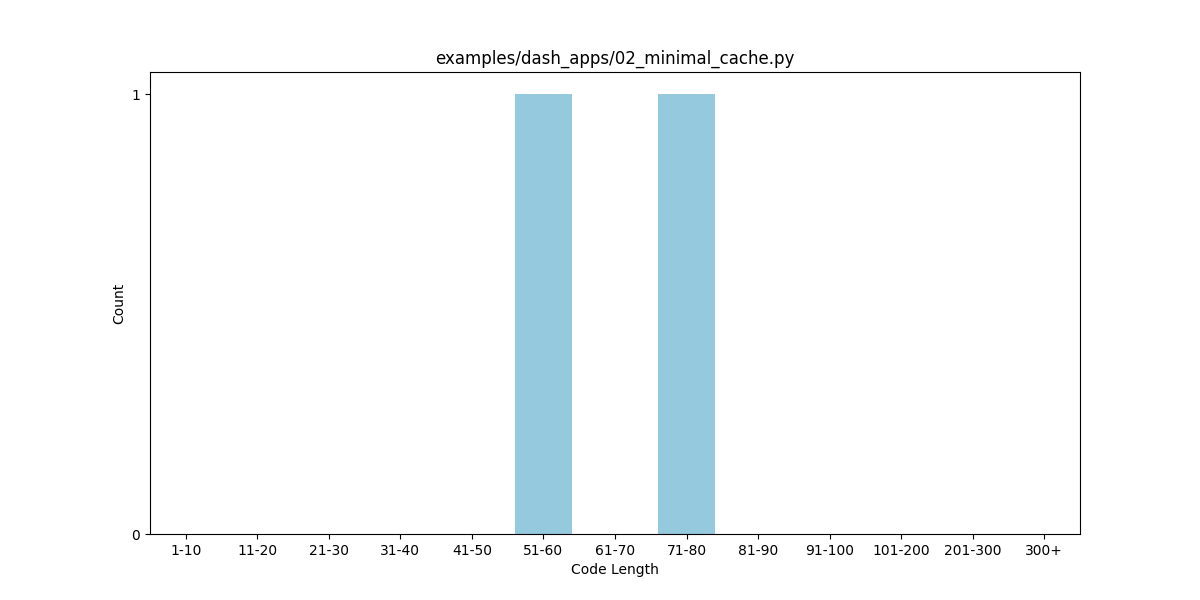 examples/dash_apps/02_minimal_cache.py
1
Count
0
1-10 11-20 21-30 31-40 41-50 51-60 61-70 71-80 81-90 91-100 101-200 201-300 300+
Code Length